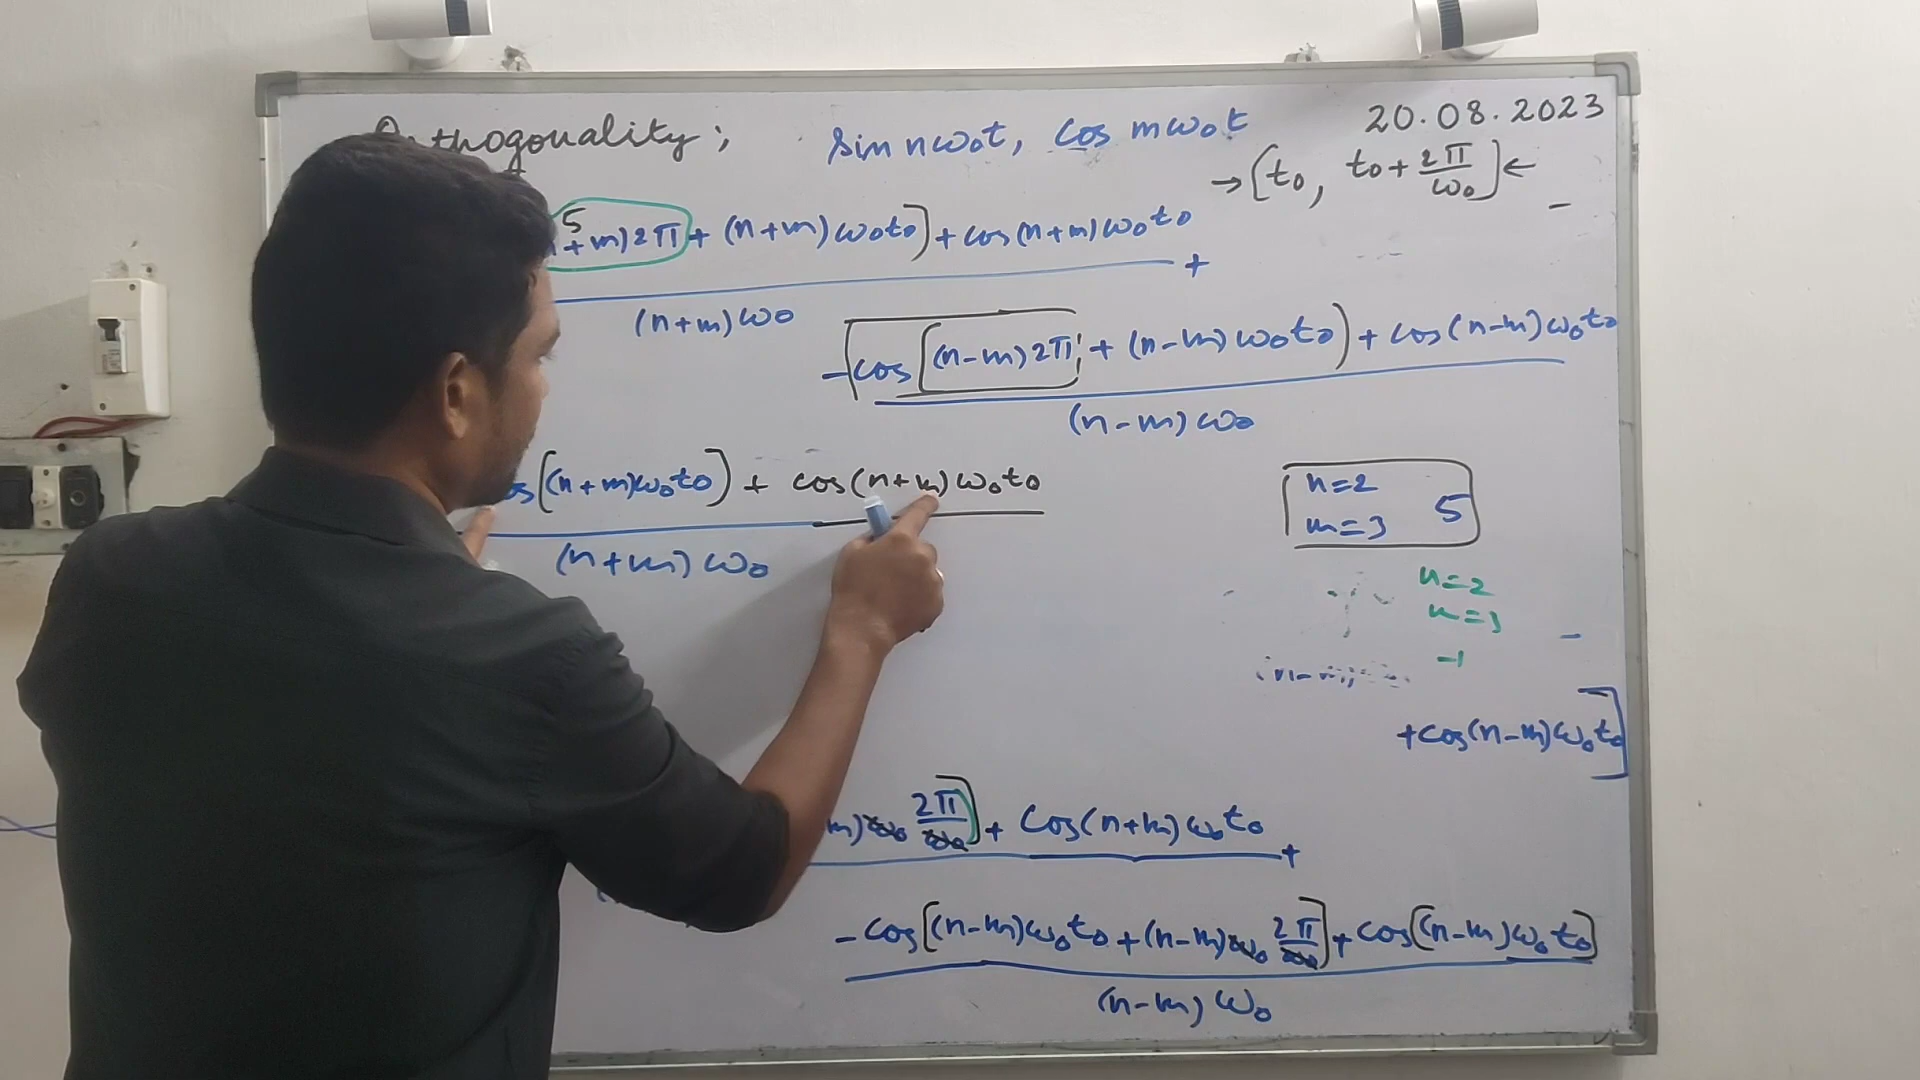 Orthogonality; sin nω₀t, cos mω₀t
20.08.2023
→ [t₀, t₀ + 2π/ω₀] ←
5
+m)2π + (n+m)ω₀t₀] + cos(n+m)ω₀t₀
+
(n+m)ω₀
-cos[(n-m)2π + (n-m)ω₀t₀] + cos(n-m)ω₀t₀
(n-m)ω₀
os[(n+m)ω₀t₀] + cos(n+m)ω₀t₀
(n+m)ω₀
n=2
m=3 5
n=2
-1
+cos(n-m)ω₀t₀]
m)ω₀ 2π/ω₀] + cos(n+m)ω₀t₀
+
-cos[(n-m)ω₀t₀ + (n-m)ω₀ 2π/ω₀] + cos[(n-m)ω₀t₀]
(n-m)ω₀